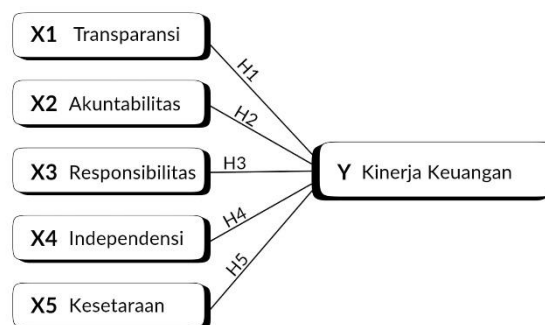 X1 Transparansi
H1
X2 Akuntabilitas
H2
X3 Responsibilitas
H3
Y Kinerja Keuangan
X4 Independensi
H4
X5 Kesetaraan
H5